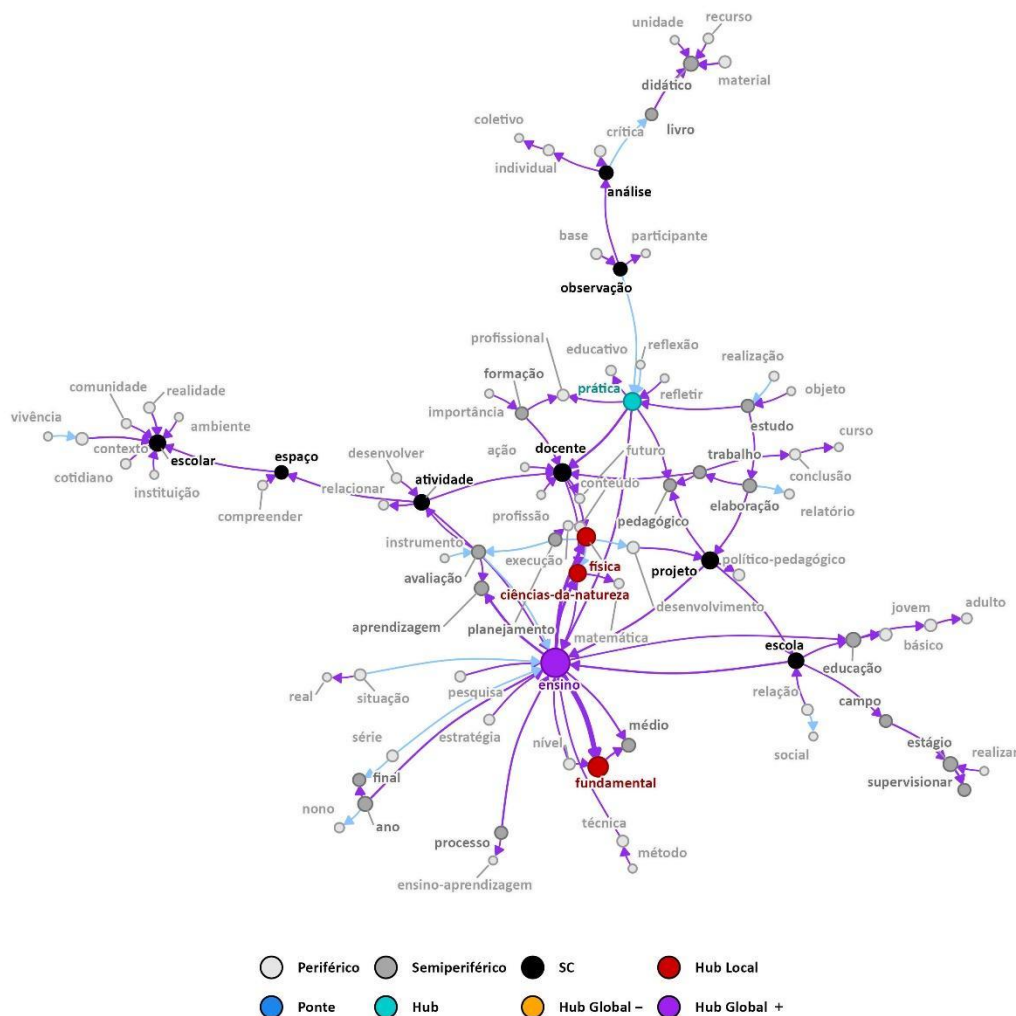 unidade
recurso
didático
material
livro
coletivo
crítica
individual
análise
base
participante
observação
profissional
educativo
reflexão
realização
formação
prática
refletir
objeto
importância
estudo
comunidade
realidade
vivência
ambiente
contexto
escolar
espaço
cotidiano
instituição
compreender
desenvolver
relacionar
atividade
ação
docente
futuro
conteúdo
trabalho
curso
conclusão
profissão
pedagógico
elaboração
relatório
instrumento
avaliação
execução
física
projeto
político-pedagógico
ciências-da-natureza
desenvolvimento
aprendizagem
planejamento
matemática
jovem
adulto
básico
escola
educação
ensino
real
situação
pesquisa
relação
campo
estratégia
médio
social
estágio
realizar
supervisionar
série
nível
final
fundamental
nono
ano
processo
técnica
método
ensino-aprendizagem
Periférico Semiperiférico SC Hub Local
Ponte Hub Hub Global – Hub Global +